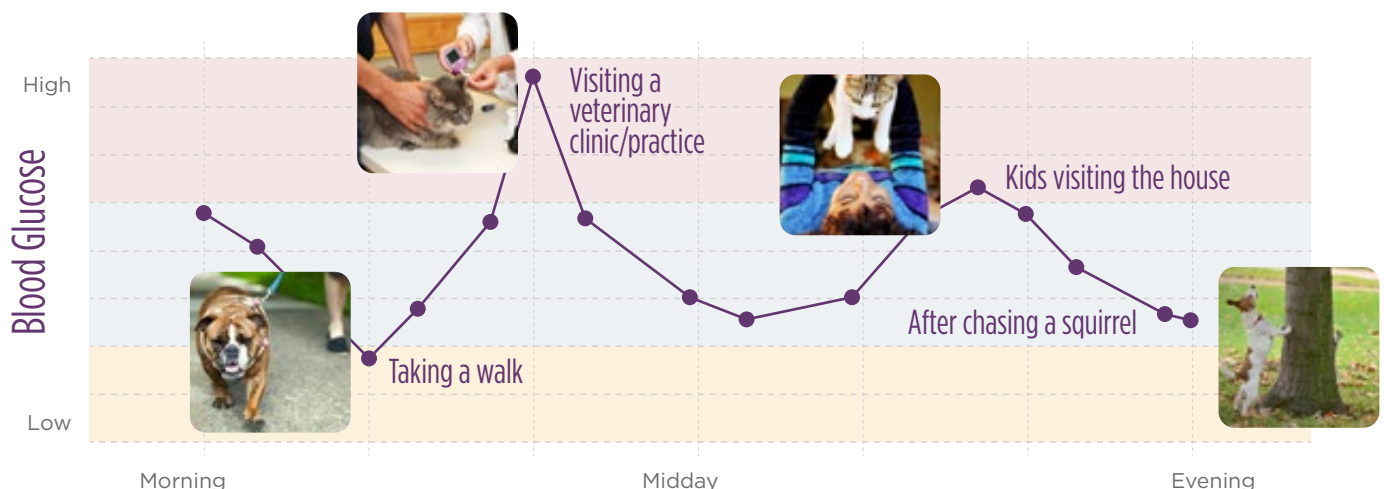 High
Blood Glucose
Low
Visiting a
veterinary
clinic/practice
Kids visiting the house
After chasing a squirrel
Taking a walk
Morning
Midday
Evening